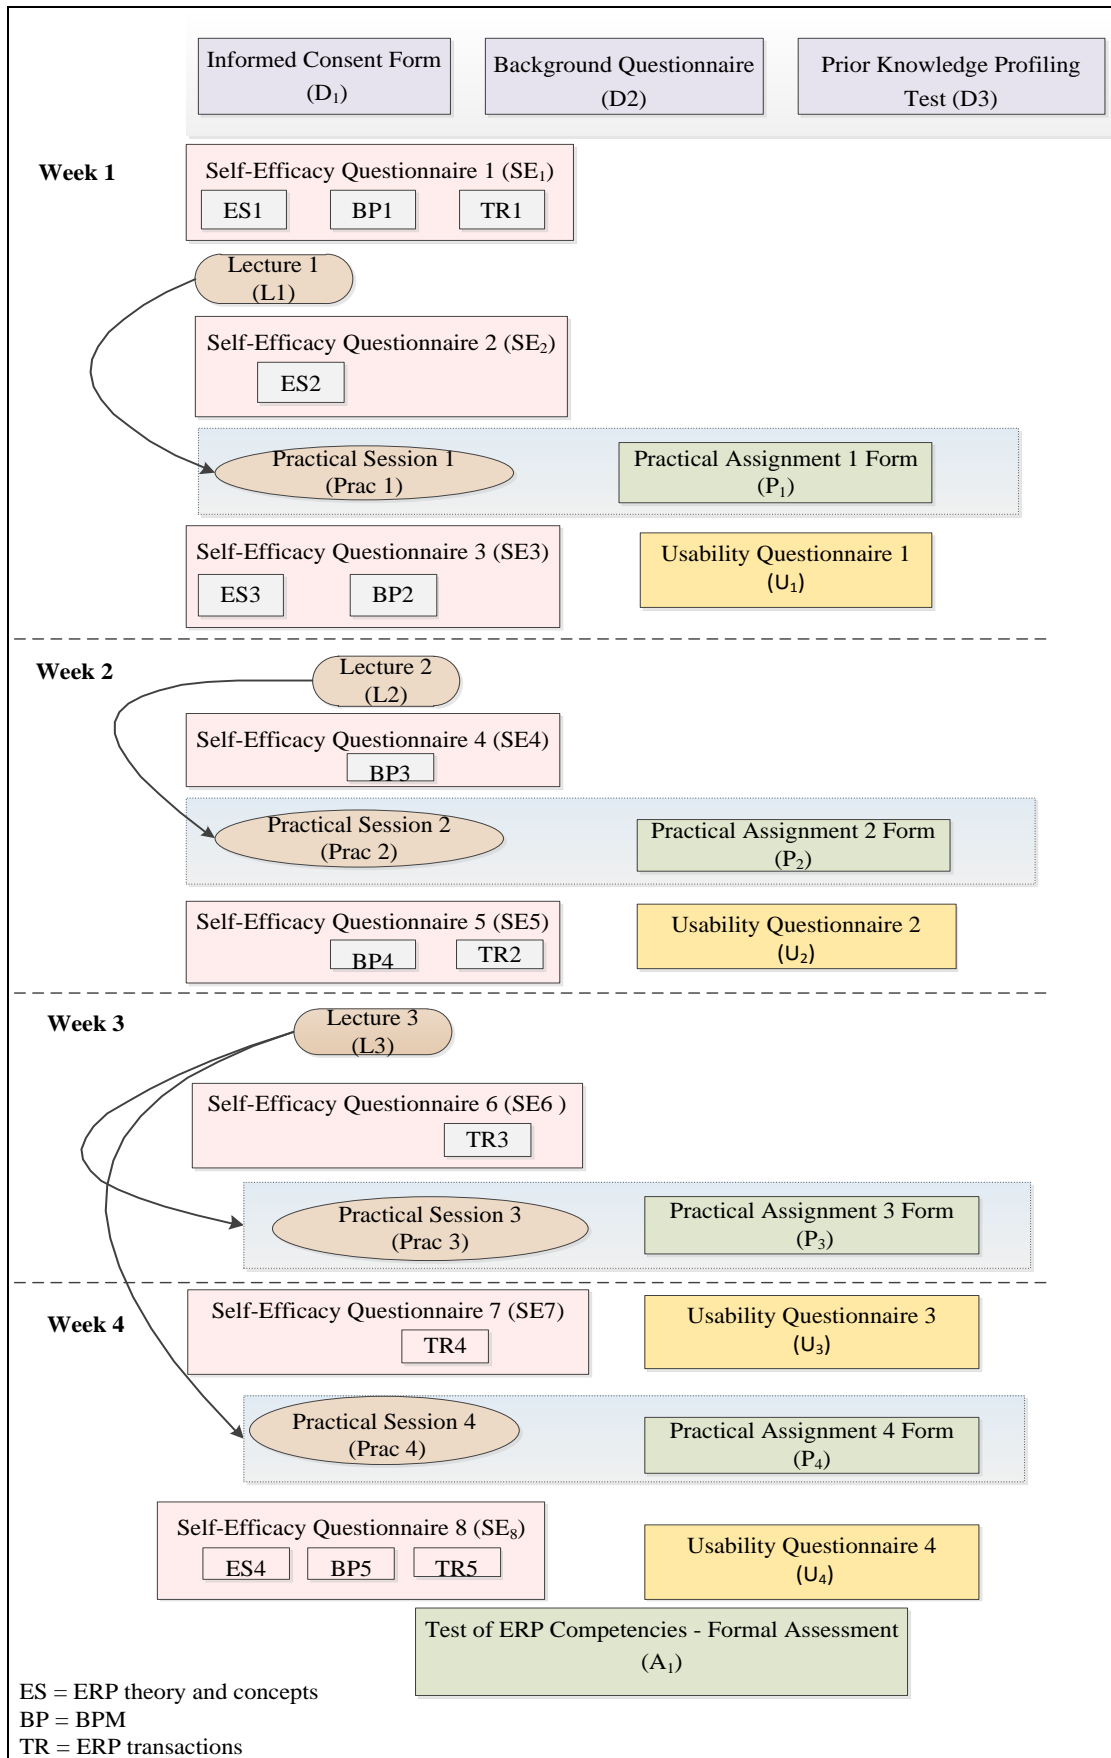 Informed Consent Form
(D₁)
Background Questionnaire
(D2)
Prior Knowledge Profiling
Test (D3)
Week 1
Self-Efficacy Questionnaire 1 (SE₁)
ES1
BP1
TR1
Lecture 1
(L1)
Self-Efficacy Questionnaire 2 (SE₂)
ES2
Practical Session 1
(Prac 1)
Practical Assignment 1 Form
(P₁)
Self-Efficacy Questionnaire 3 (SE3)
ES3
BP2
Usability Questionnaire 1
(U₁)
Week 2
Lecture 2
(L2)
Self-Efficacy Questionnaire 4 (SE4)
BP3
Practical Session 2
(Prac 2)
Practical Assignment 2 Form
(P₂)
Self-Efficacy Questionnaire 5 (SE5)
BP4
TR2
Usability Questionnaire 2
(U₂)
Week 3
Lecture 3
(L3)
Self-Efficacy Questionnaire 6 (SE6 )
TR3
Practical Session 3
(Prac 3)
Practical Assignment 3 Form
(P₃)
Week 4
Self-Efficacy Questionnaire 7 (SE7)
TR4
Usability Questionnaire 3
(U₃)
Practical Session 4
(Prac 4)
Practical Assignment 4 Form
(P₄)
Self-Efficacy Questionnaire 8 (SE₈)
ES4
BP5
TR5
Usability Questionnaire 4
(U₄)
Test of ERP Competencies - Formal Assessment
(A₁)
ES = ERP theory and concepts
BP = BPM
TR = ERP transactions